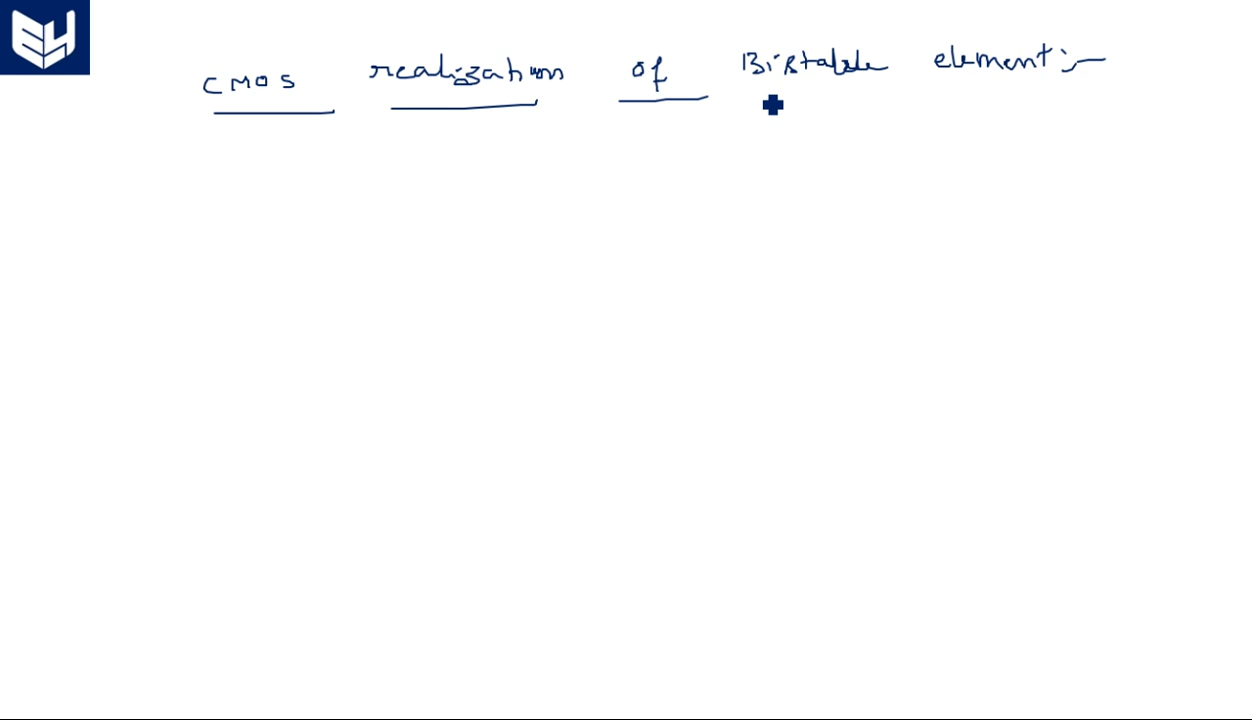 CMOS realization of Bistable element :-